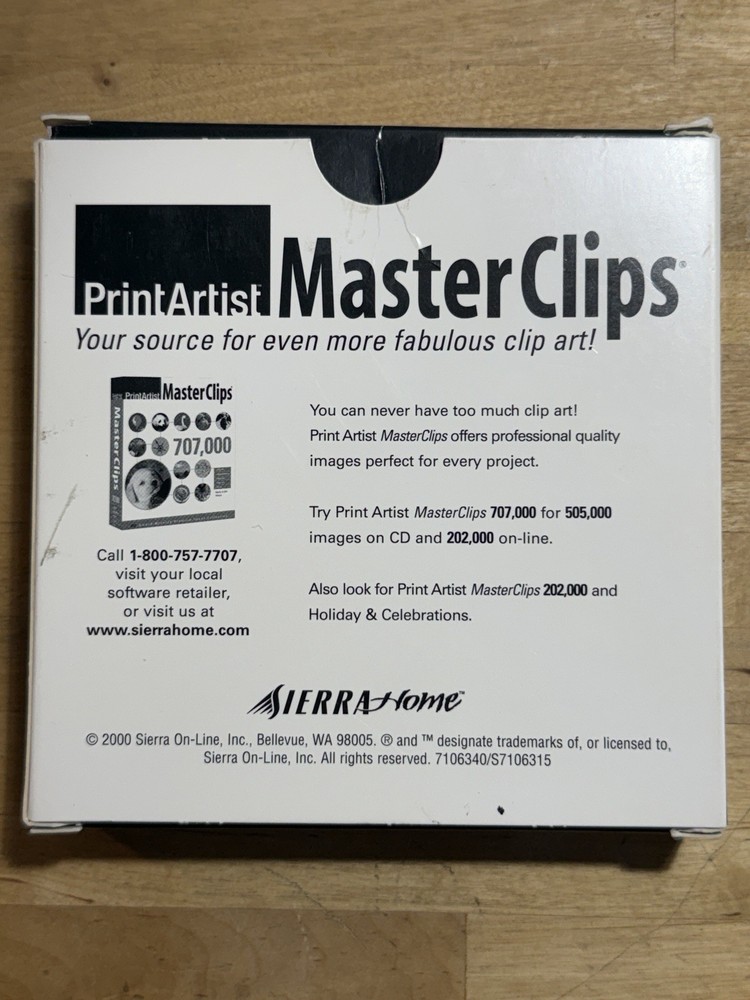 PrintArtist MasterClips®
Your source for even more fabulous clip art!
PrintArtist MasterClips
MasterClips
707,000
You can never have too much clip art!
Print Artist MasterClips offers professional quality
images perfect for every project.
Try Print Artist MasterClips 707,000 for 505,000
images on CD and 202,000 on-line.
Also look for Print Artist MasterClips 202,000 and
Holiday & Celebrations.
Call 1-800-757-7707,
visit your local
software retailer,
or visit us at
www.sierrahome.com
SIERRA Home™
© 2000 Sierra On-Line, Inc., Bellevue, WA 98005. ® and ™ designate trademarks of, or licensed to,
Sierra On-Line, Inc. All rights reserved. 7106340/S7106315